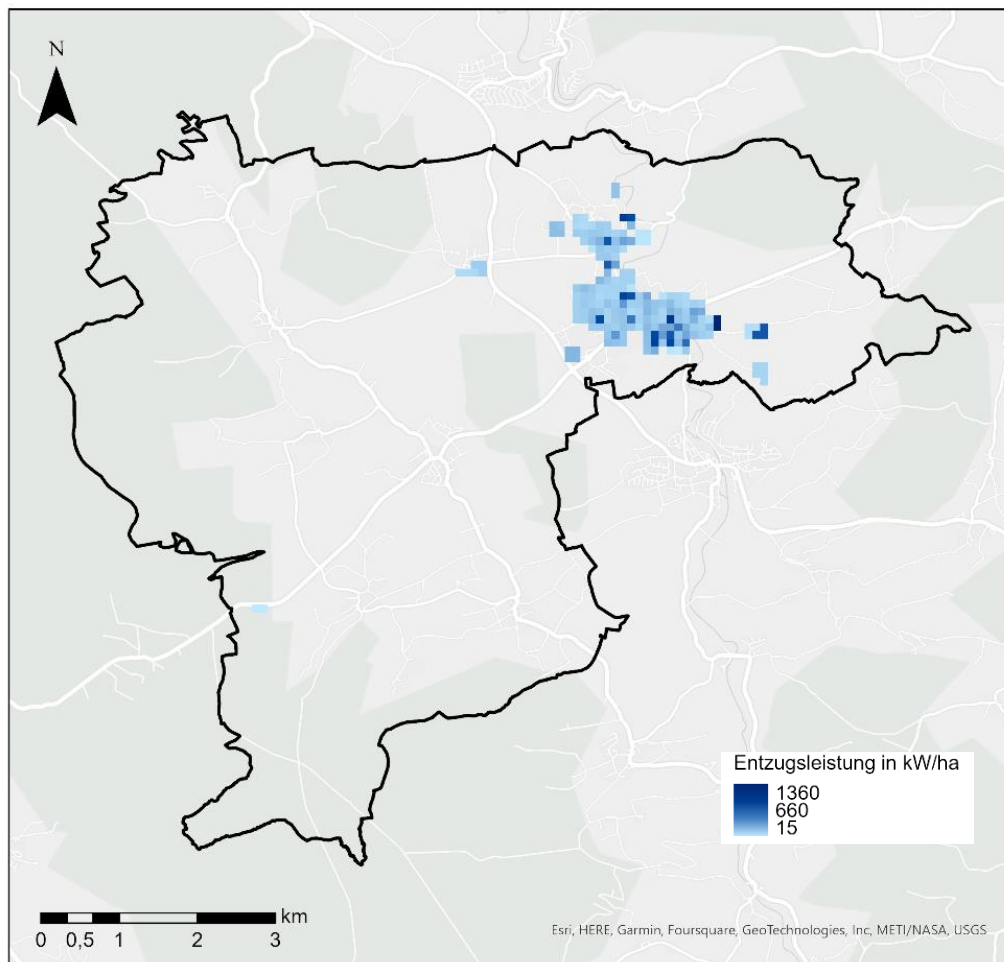 N
Entzugsleistung in kW/ha
1360
660
15
km
0 0,5 1 2 3
Esri, HERE, Garmin, Foursquare, GeoTechnologies, Inc, METI/NASA, USGS